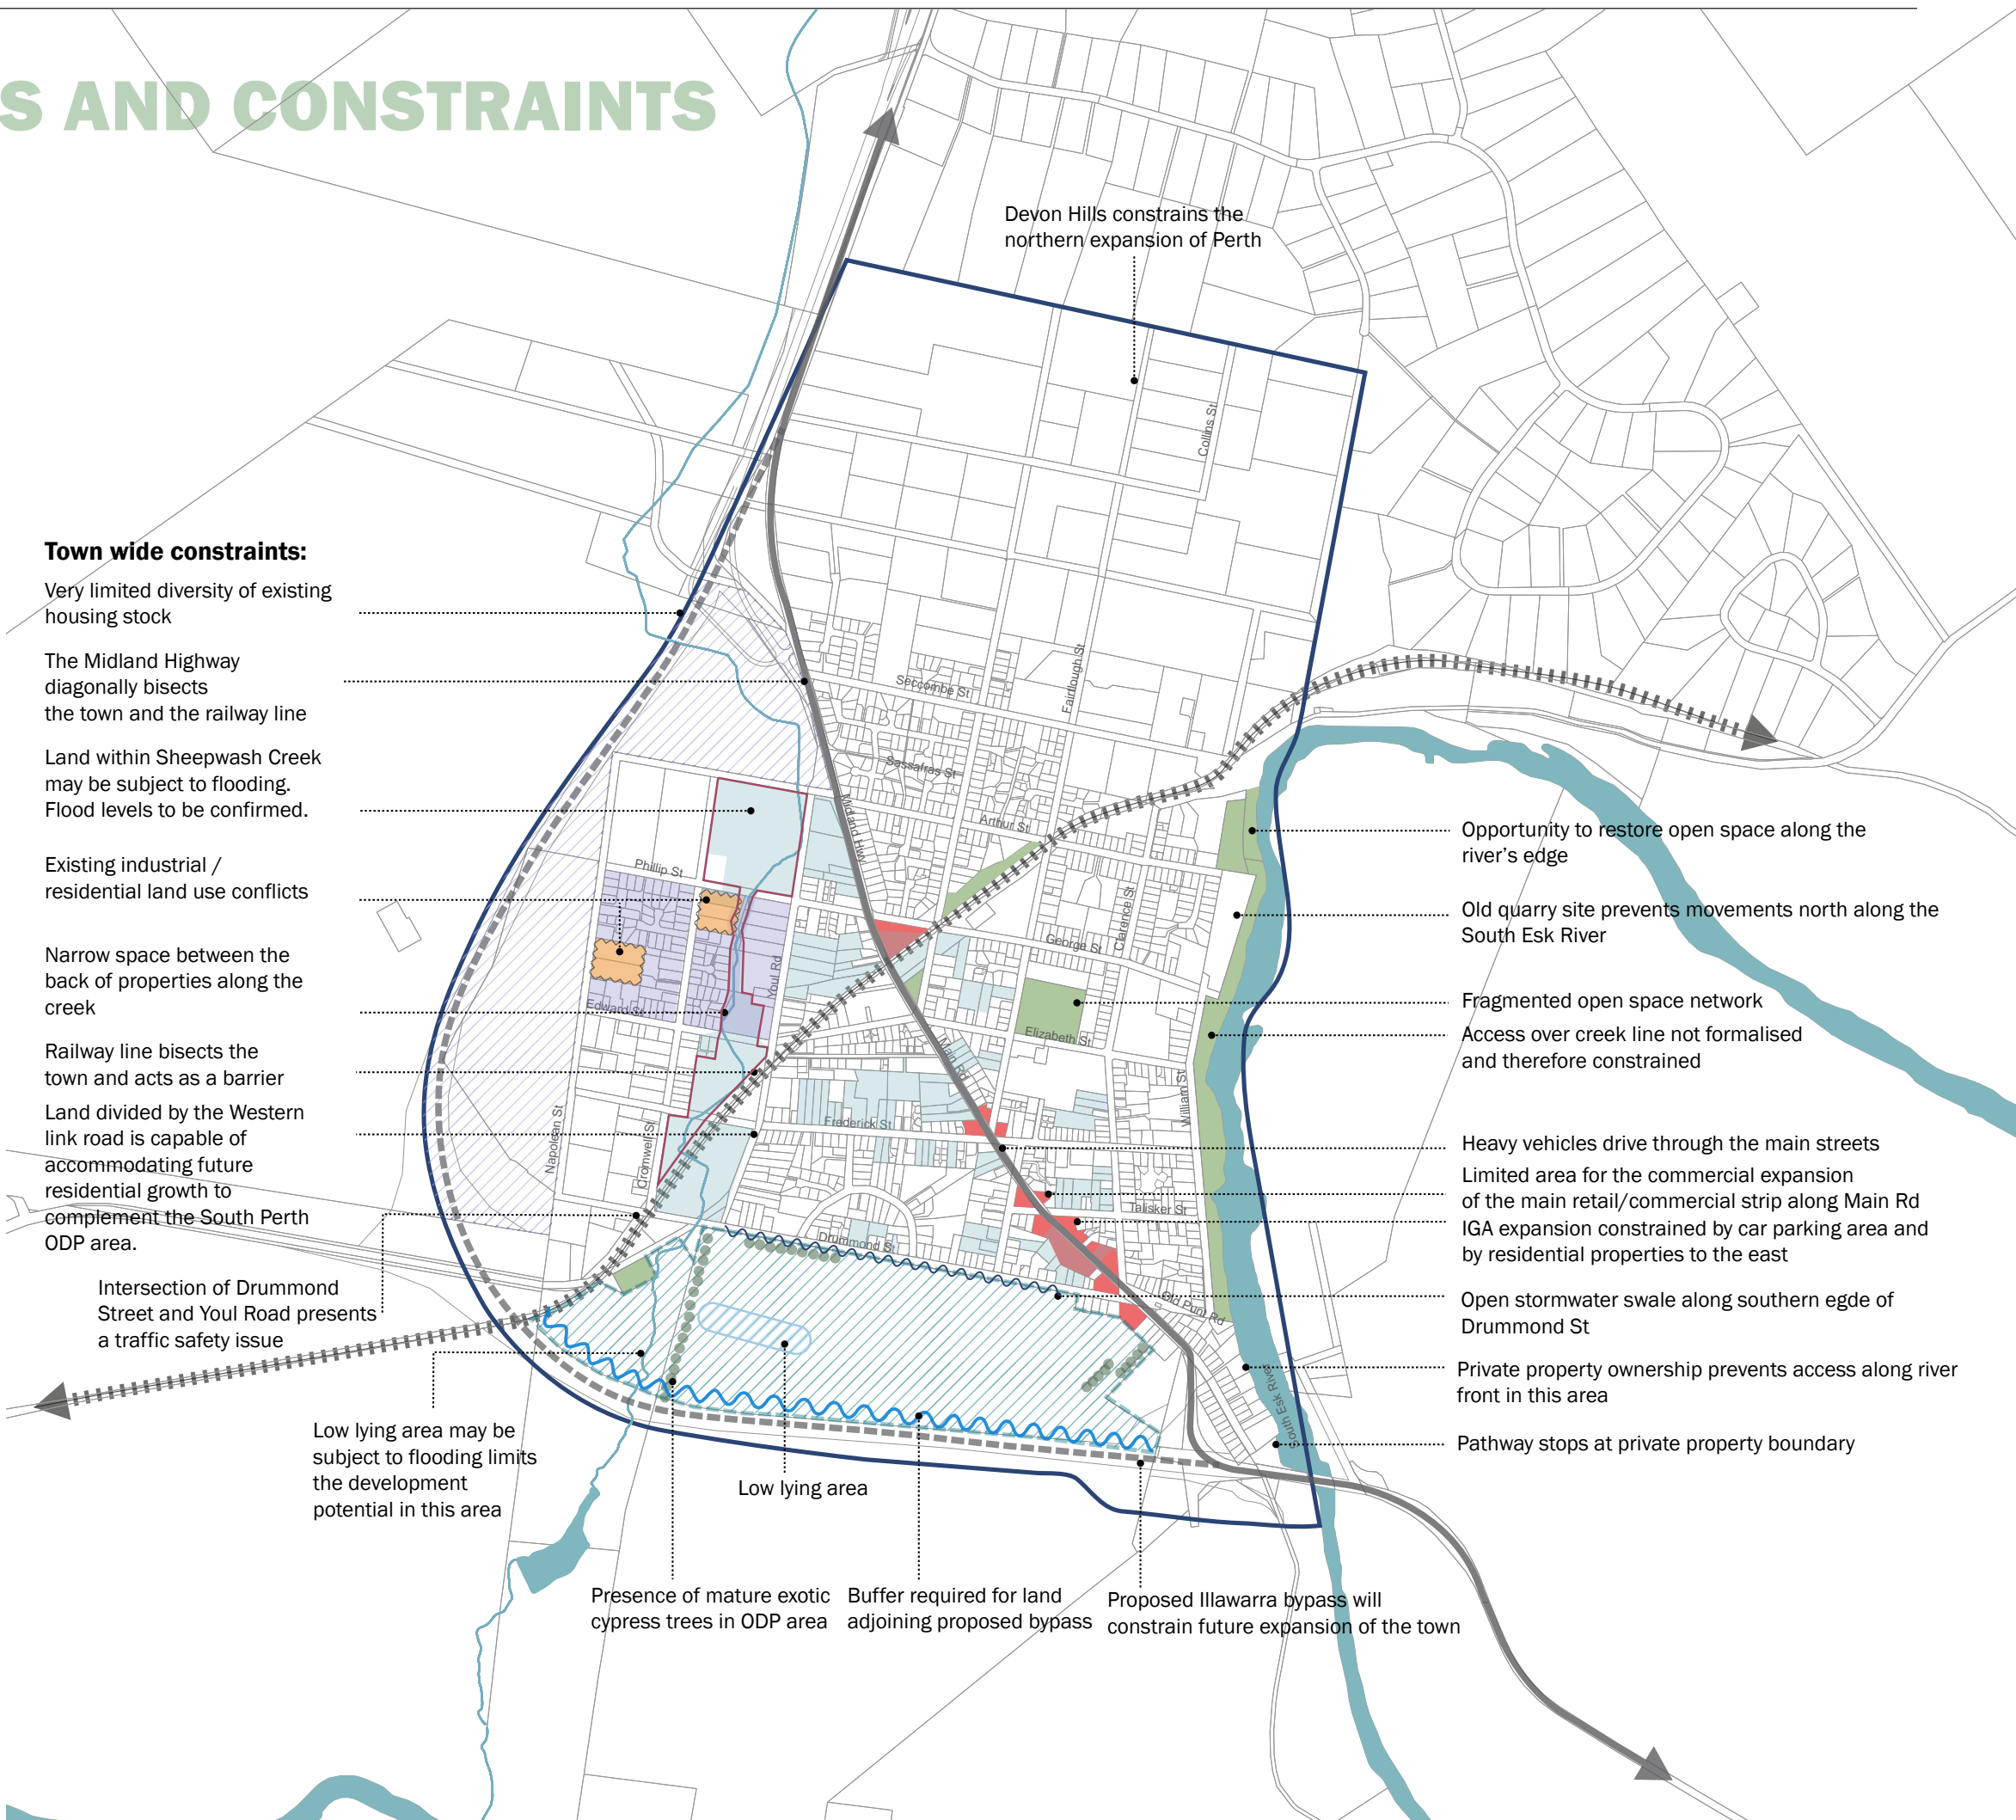 S AND CONSTRAINTS
Devon Hills constrains the
northern expansion of Perth
Collins St
Town wide constraints:
Very limited diversity of existing
housing stock
The Midland Highway
diagonally bisects
the town and the railway line
Land within Sheepwash Creek
may be subject to flooding.
Flood levels to be confirmed.
Existing industrial /
residential land use conflicts
Narrow space between the
back of properties along the
creek
Railway line bisects the
town and acts as a barrier
Land divided by the Western
link road is capable of
accommodating future
residential growth to
complement the South Perth
ODP area.
Intersection of Drummond
Street and Youl Road presents
a traffic safety issue
Low lying area may be
subject to flooding limits
the development
potential in this area
Low lying area
Presence of mature exotic
cypress trees in ODP area
Buffer required for land
adjoining proposed bypass
Proposed Illawarra bypass will
constrain future expansion of the town
Seccombe St
Fairtlough St
Sassafras St
Midland Hwy
Arthur St
Phillip St
Clarence St
George St
Youl Rd
Edward St
Elizabeth St
Main Rd
William St
Frederick St
Napolean St
Cromwell St
Talisker St
Drummond St
Old Punt Rd
South Esk River
Opportunity to restore open space along the
river's edge
Old quarry site prevents movements north along the
South Esk River
Fragmented open space network
Access over creek line not formalised
and therefore constrained
Heavy vehicles drive through the main streets
Limited area for the commercial expansion
of the main retail/commercial strip along Main Rd
IGA expansion constrained by car parking area and
by residential properties to the east
Open stormwater swale along southern egde of
Drummond St
Private property ownership prevents access along river
front in this area
Pathway stops at private property boundary